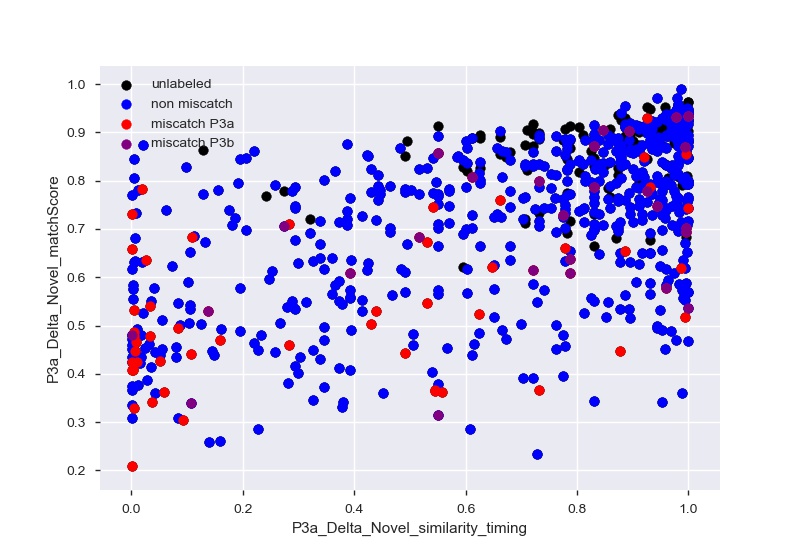 1.0
0.9
0.8
0.7
0.6
0.5
0.4
0.3
0.2
P3a_Delta_Novel_matchScore
unlabeled
non miscatch
miscatch P3a
miscatch P3b
0.0 0.2 0.4 0.6 0.8 1.0
P3a_Delta_Novel_similarity_timing